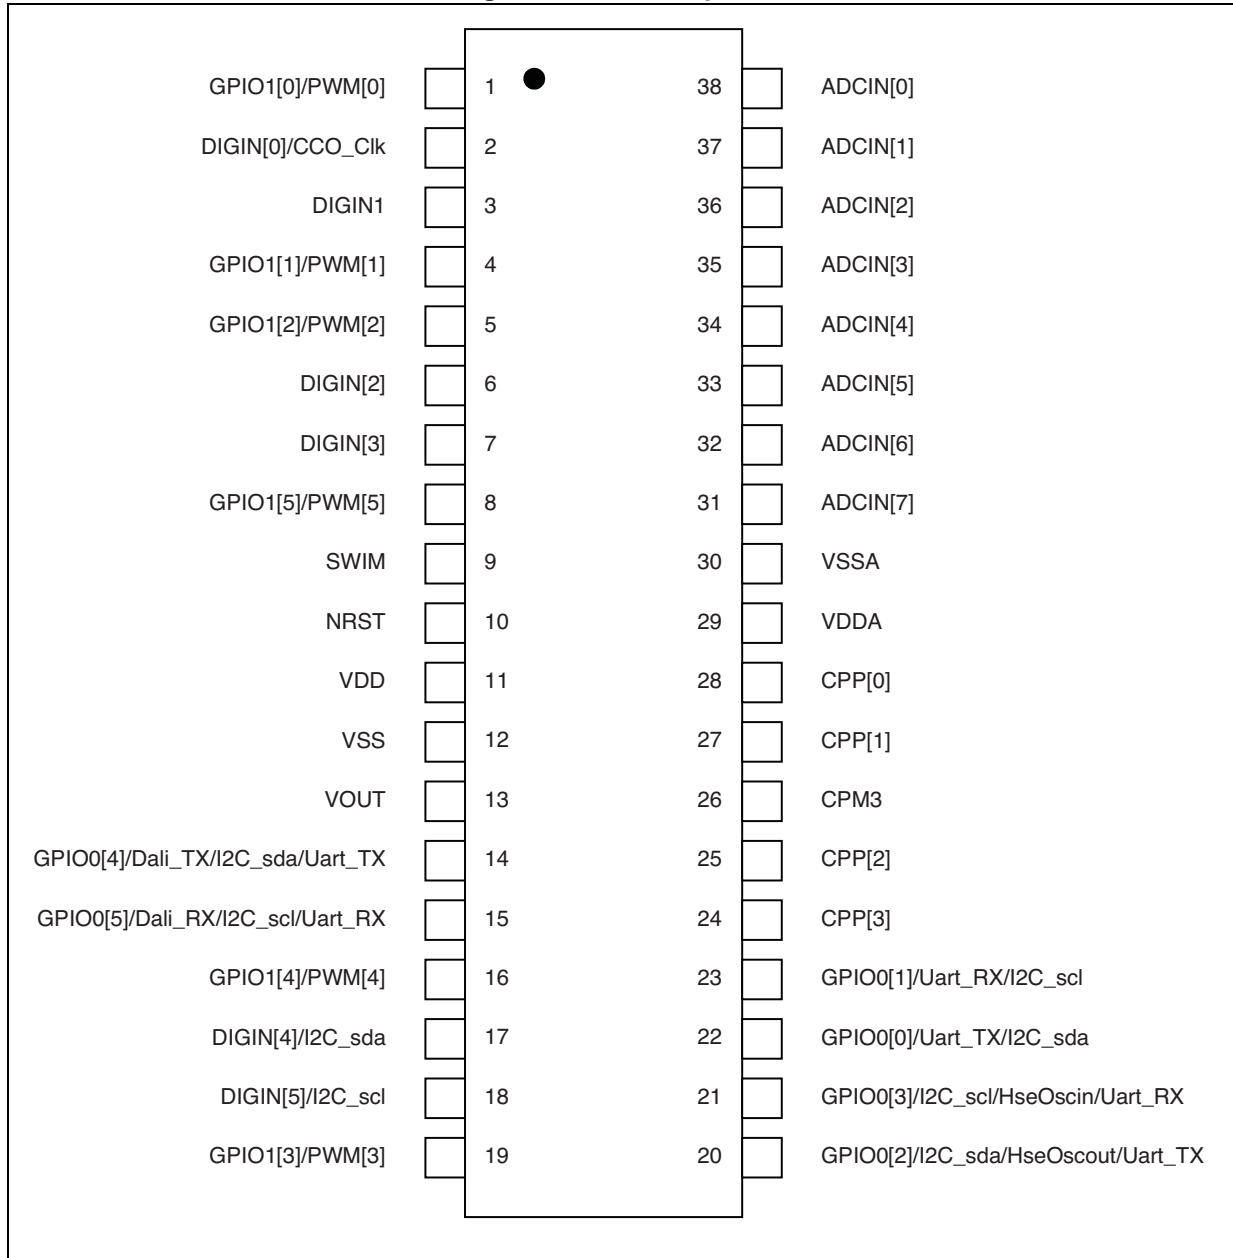 GPIO1[0]/PWM[0] 1 38 ADCIN[0]
DIGIN[0]/CCO_Clk 2 37 ADCIN[1]
DIGIN1 3 36 ADCIN[2]
GPIO1[1]/PWM[1] 4 35 ADCIN[3]
GPIO1[2]/PWM[2] 5 34 ADCIN[4]
DIGIN[2] 6 33 ADCIN[5]
DIGIN[3] 7 32 ADCIN[6]
GPIO1[5]/PWM[5] 8 31 ADCIN[7]
SWIM 9 30 VSSA
NRST 10 29 VDDA
VDD 11 28 CPP[0]
VSS 12 27 CPP[1]
VOUT 13 26 CPM3
GPIO0[4]/Dali_TX/I2C_sda/Uart_TX 14 25 CPP[2]
GPIO0[5]/Dali_RX/I2C_scl/Uart_RX 15 24 CPP[3]
GPIO1[4]/PWM[4] 16 23 GPIO0[1]/Uart_RX/I2C_scl
DIGIN[4]/I2C_sda 17 22 GPIO0[0]/Uart_TX/I2C_sda
DIGIN[5]/I2C_scl 18 21 GPIO0[3]/I2C_scl/HseOscin/Uart_RX
GPIO1[3]/PWM[3] 19 20 GPIO0[2]/I2C_sda/HseOscout/Uart_TX